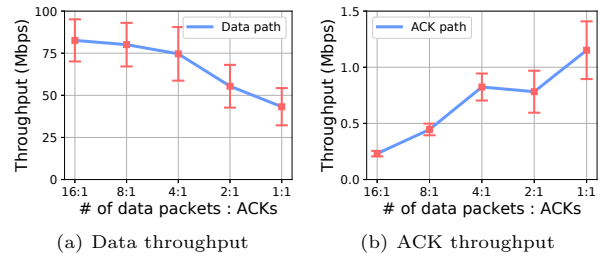 Throughput (Mbps)
100
75
50
25
0
Data path
16:1 8:1 4:1 2:1 1:1
# of data packets : ACKs
(a) Data throughput
Throughput (Mbps)
1.5
1.0
0.5
0.0
ACK path
16:1 8:1 4:1 2:1 1:1
# of data packets : ACKs
(b) ACK throughput